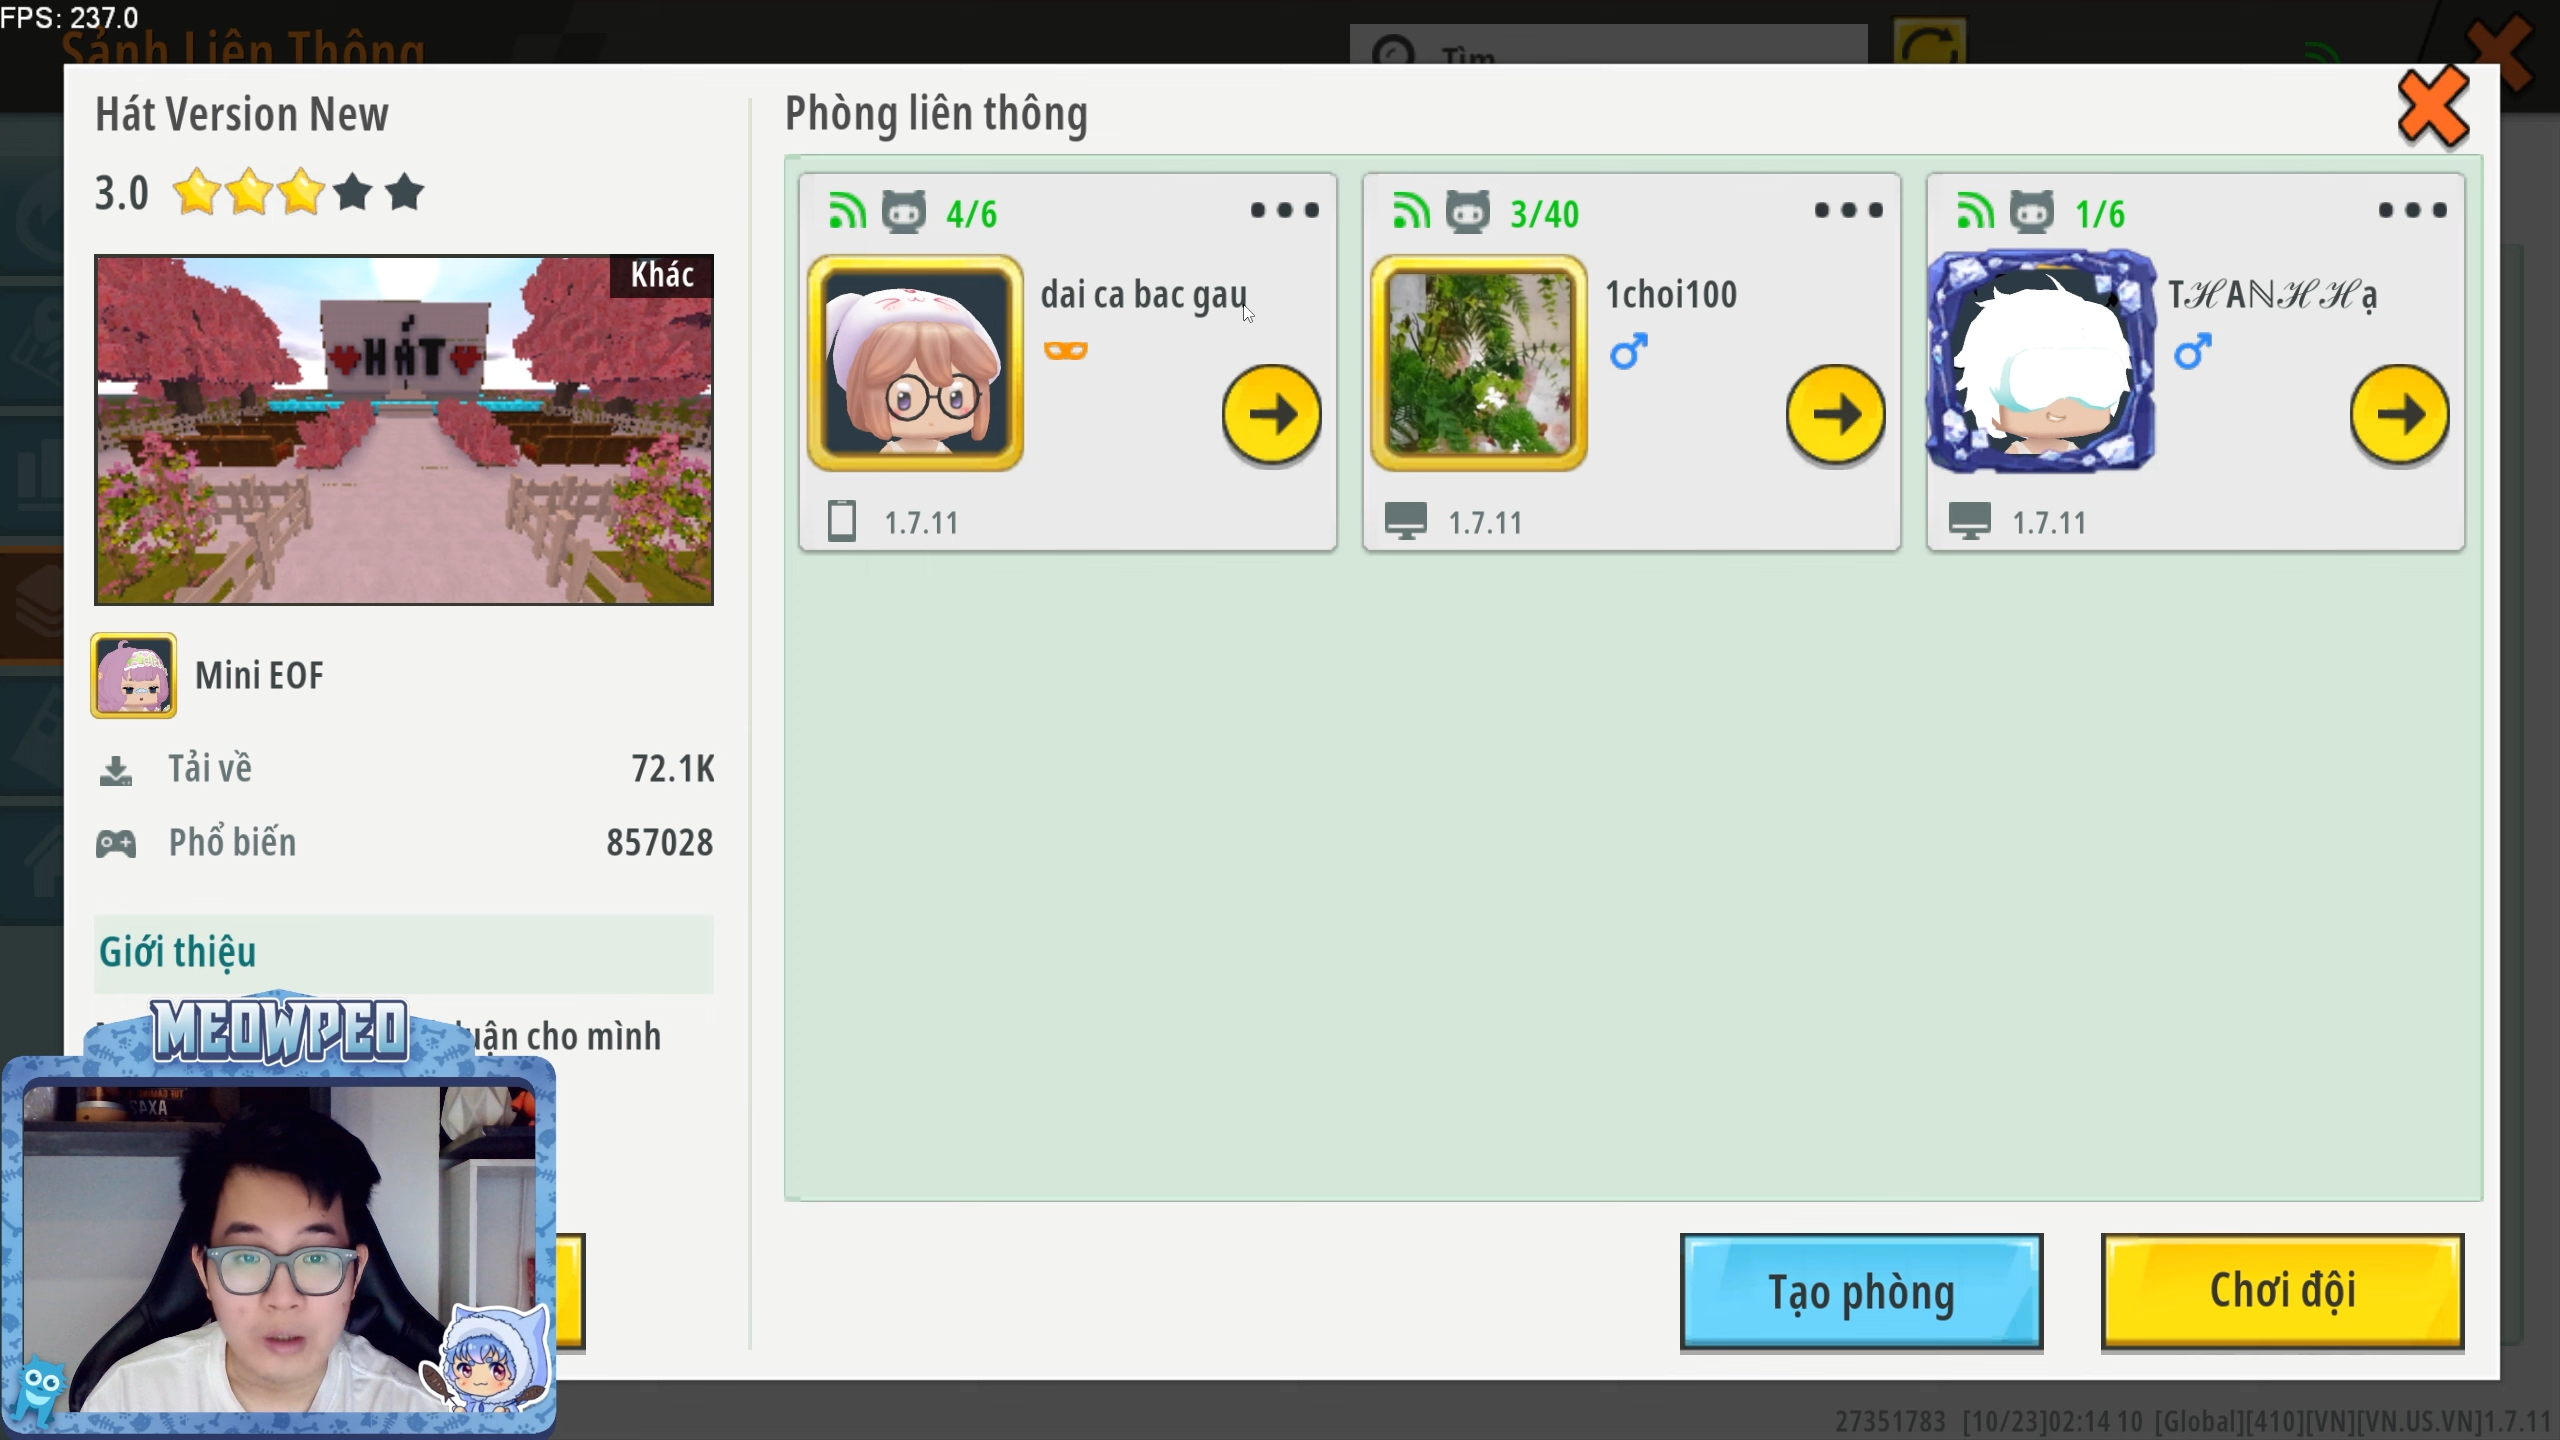 FPS: 237.0
Sảnh Liên Thông
Tìm
Hát Version New
3.0
Khác
HÁT
Mini EOF
Tải về 72.1K
Phổ biến 857028
Giới thiệu
cho mình
MEOWPEO
Phòng liên thông
4/6
dai ca bac gau
1.7.11
3/40
1choi100
1.7.11
1/6
TℋAℕℋℋạ
1.7.11
Tạo phòng
Chơi đội
27351783 [10/23]02:14 10 [Global][410][VN][VN.US.VN]1.7.11